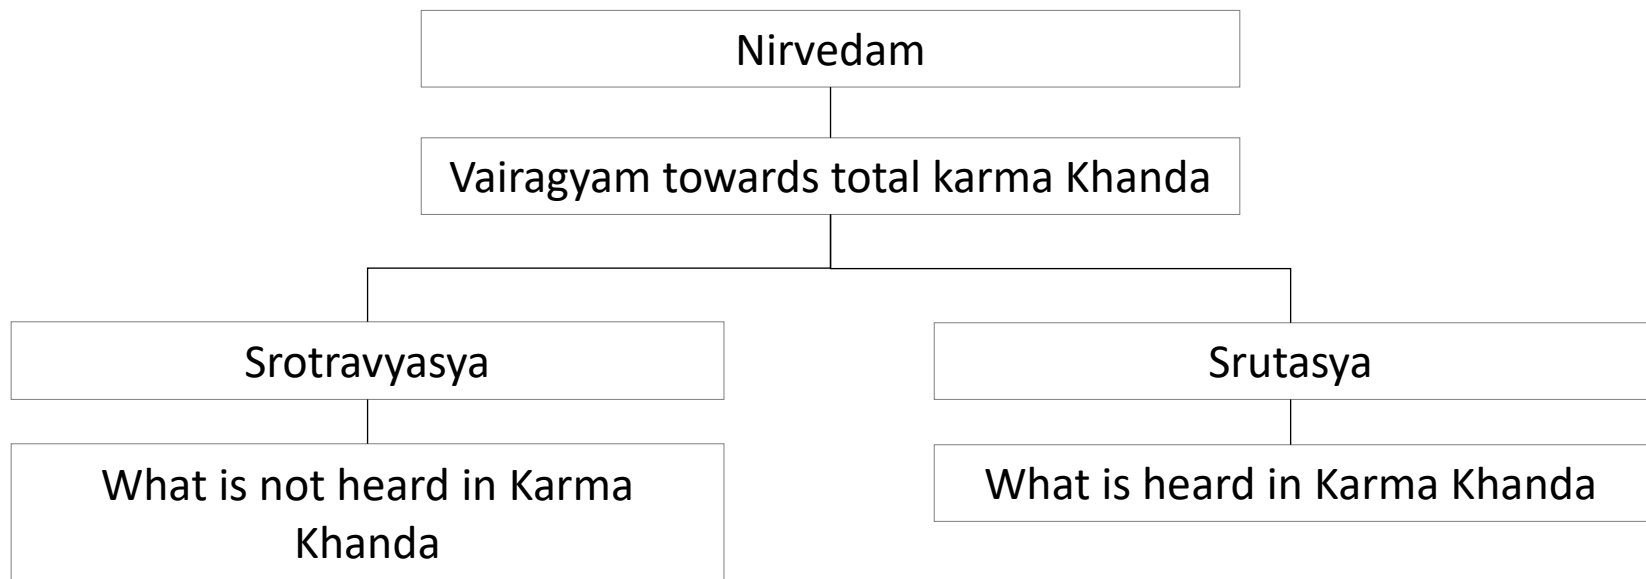 Nirvedam
Vairagyam towards total karma Khanda
Srotravyasya
Srutasya
What is not heard in Karma
Khanda
What is heard in Karma Khanda